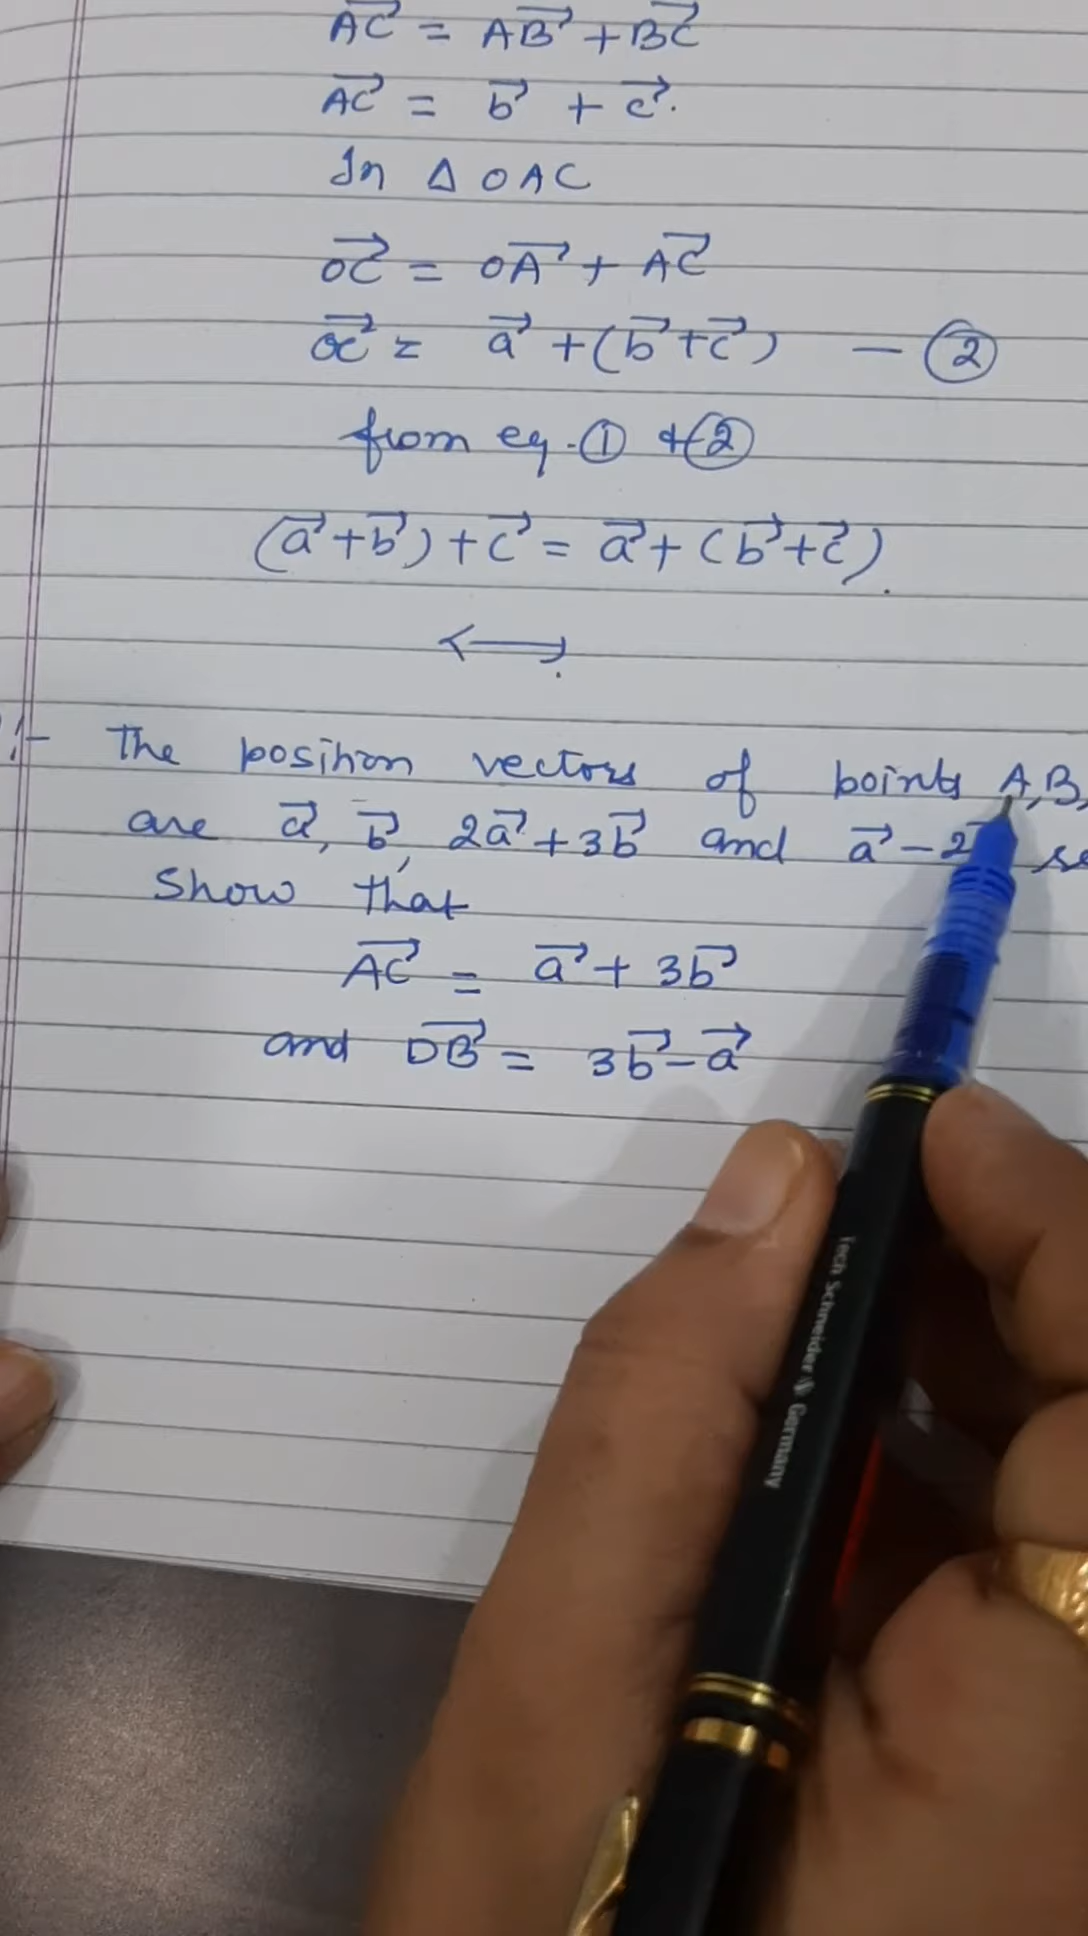 AC⃗ = AB⃗ + BC⃗
AC⃗ = b⃗ + c⃗.
In Δ OAC
OC⃗ = OA⃗ + AC⃗
OC⃗ = a⃗ + (b⃗ + c⃗) — ②
from eq. ① & ②
(a⃗ + b⃗) + c⃗ = a⃗ + (b⃗ + c⃗).
The position vectors of points A, B,
are a⃗, b⃗, 2a⃗ + 3b⃗ and a⃗ - 2
Show that
AC⃗ = a⃗ + 3b⃗
and DB⃗ = 3b⃗ - a⃗
Tech Schneider Germany